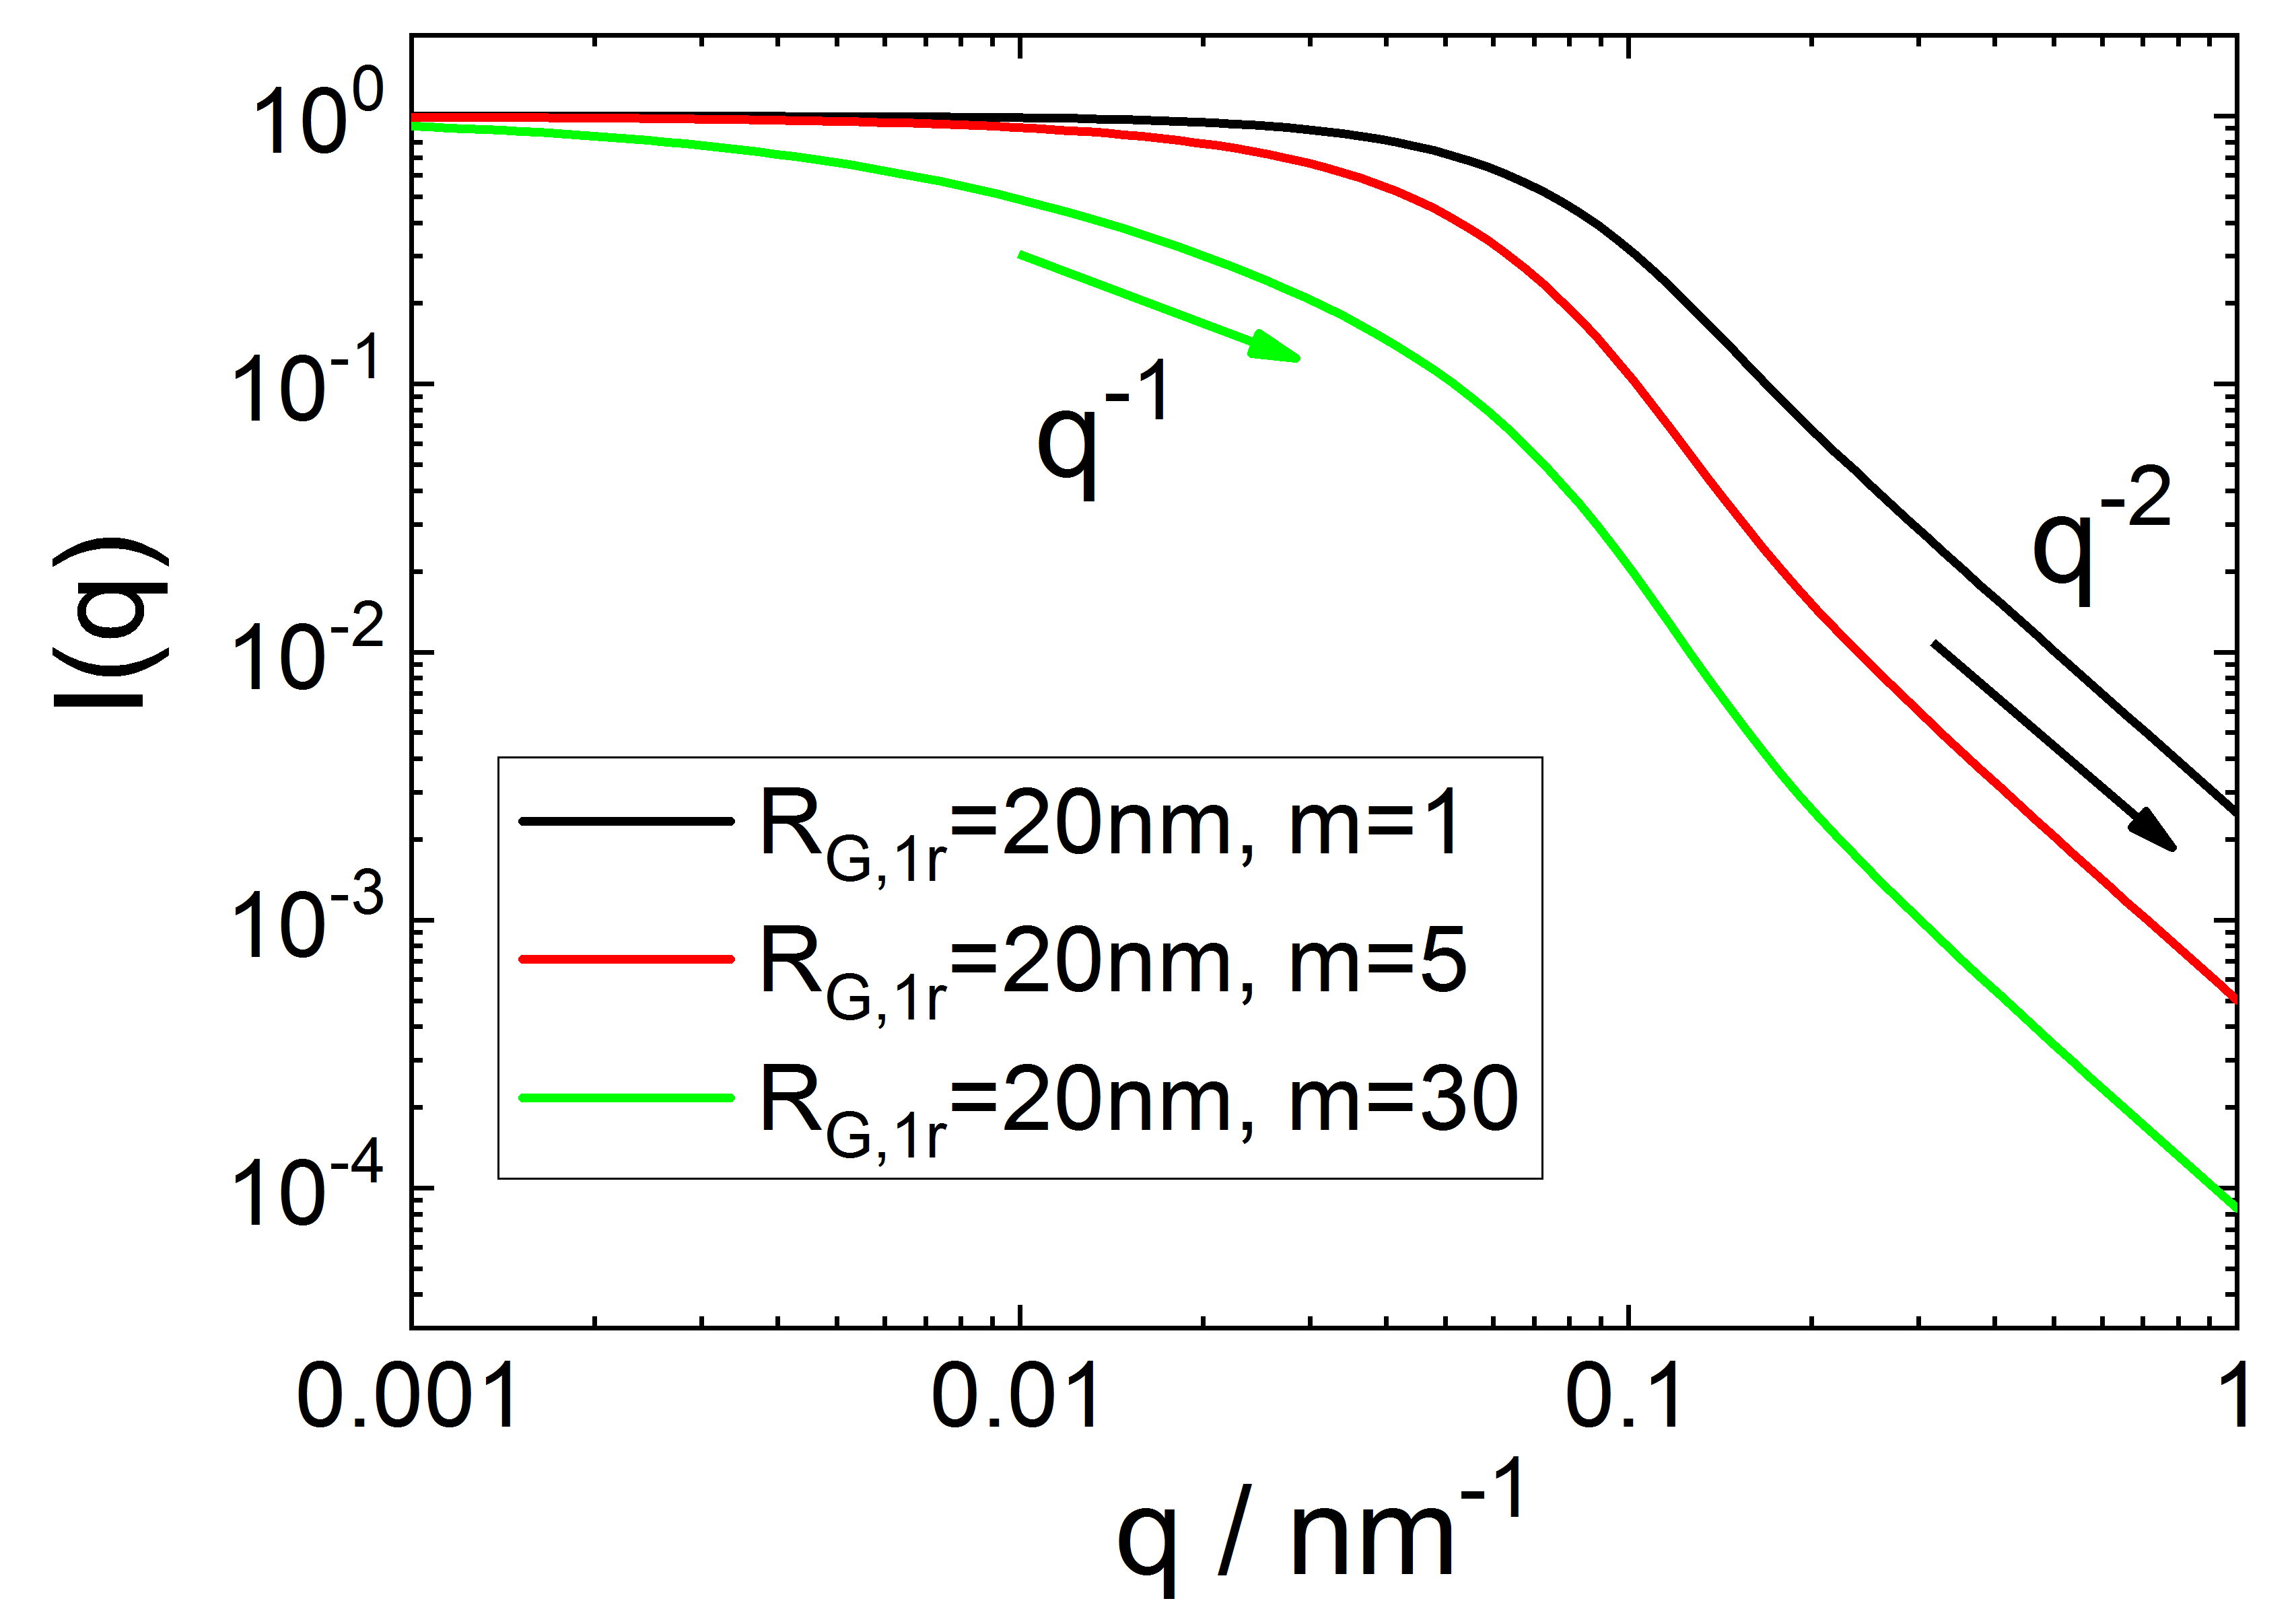 10^0
10^-1
10^-2
10^-3
10^-4
I(q)
q^-1
q^-2
R_G,1r=20nm, m=1
R_G,1r=20nm, m=5
R_G,1r=20nm, m=30
0.001 0.01 0.1 1
q / nm^-1